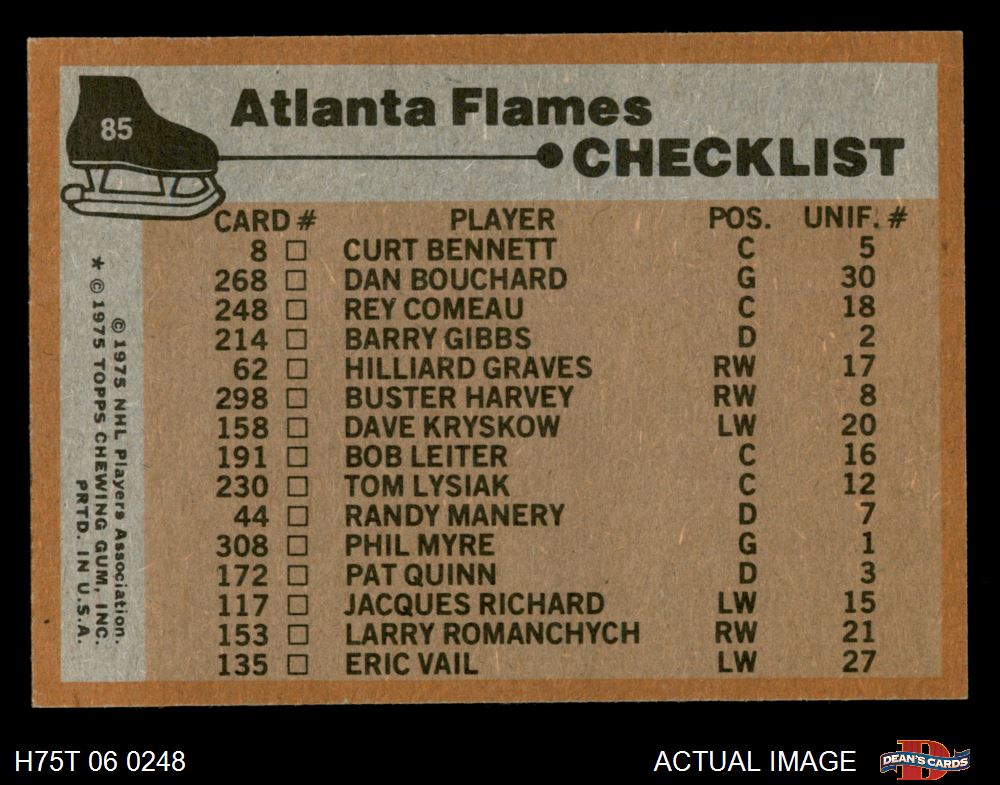 85
Atlanta Flames
CHECKLIST
CARD # PLAYER POS. UNIF. #
8 □ CURT BENNETT C 5
268 □ DAN BOUCHARD G 30
248 □ REY COMEAU C 18
214 □ BARRY GIBBS D 2
62 □ HILLIARD GRAVES RW 17
298 □ BUSTER HARVEY RW 8
158 □ DAVE KRYSKOW LW 20
191 □ BOB LEITER C 16
230 □ TOM LYSIAK C 12
44 □ RANDY MANERY D 7
308 □ PHIL MYRE G 1
172 □ PAT QUINN D 3
117 □ JACQUES RICHARD LW 15
153 □ LARRY ROMANCHYCH RW 21
135 □ ERIC VAIL LW 27
© 1975 NHL Players Association.
* © 1975 TOPPS CHEWING GUM, INC.
PRTD. IN U.S.A.
H75T 06 0248
ACTUAL IMAGE
D
DEAN'S CARDS